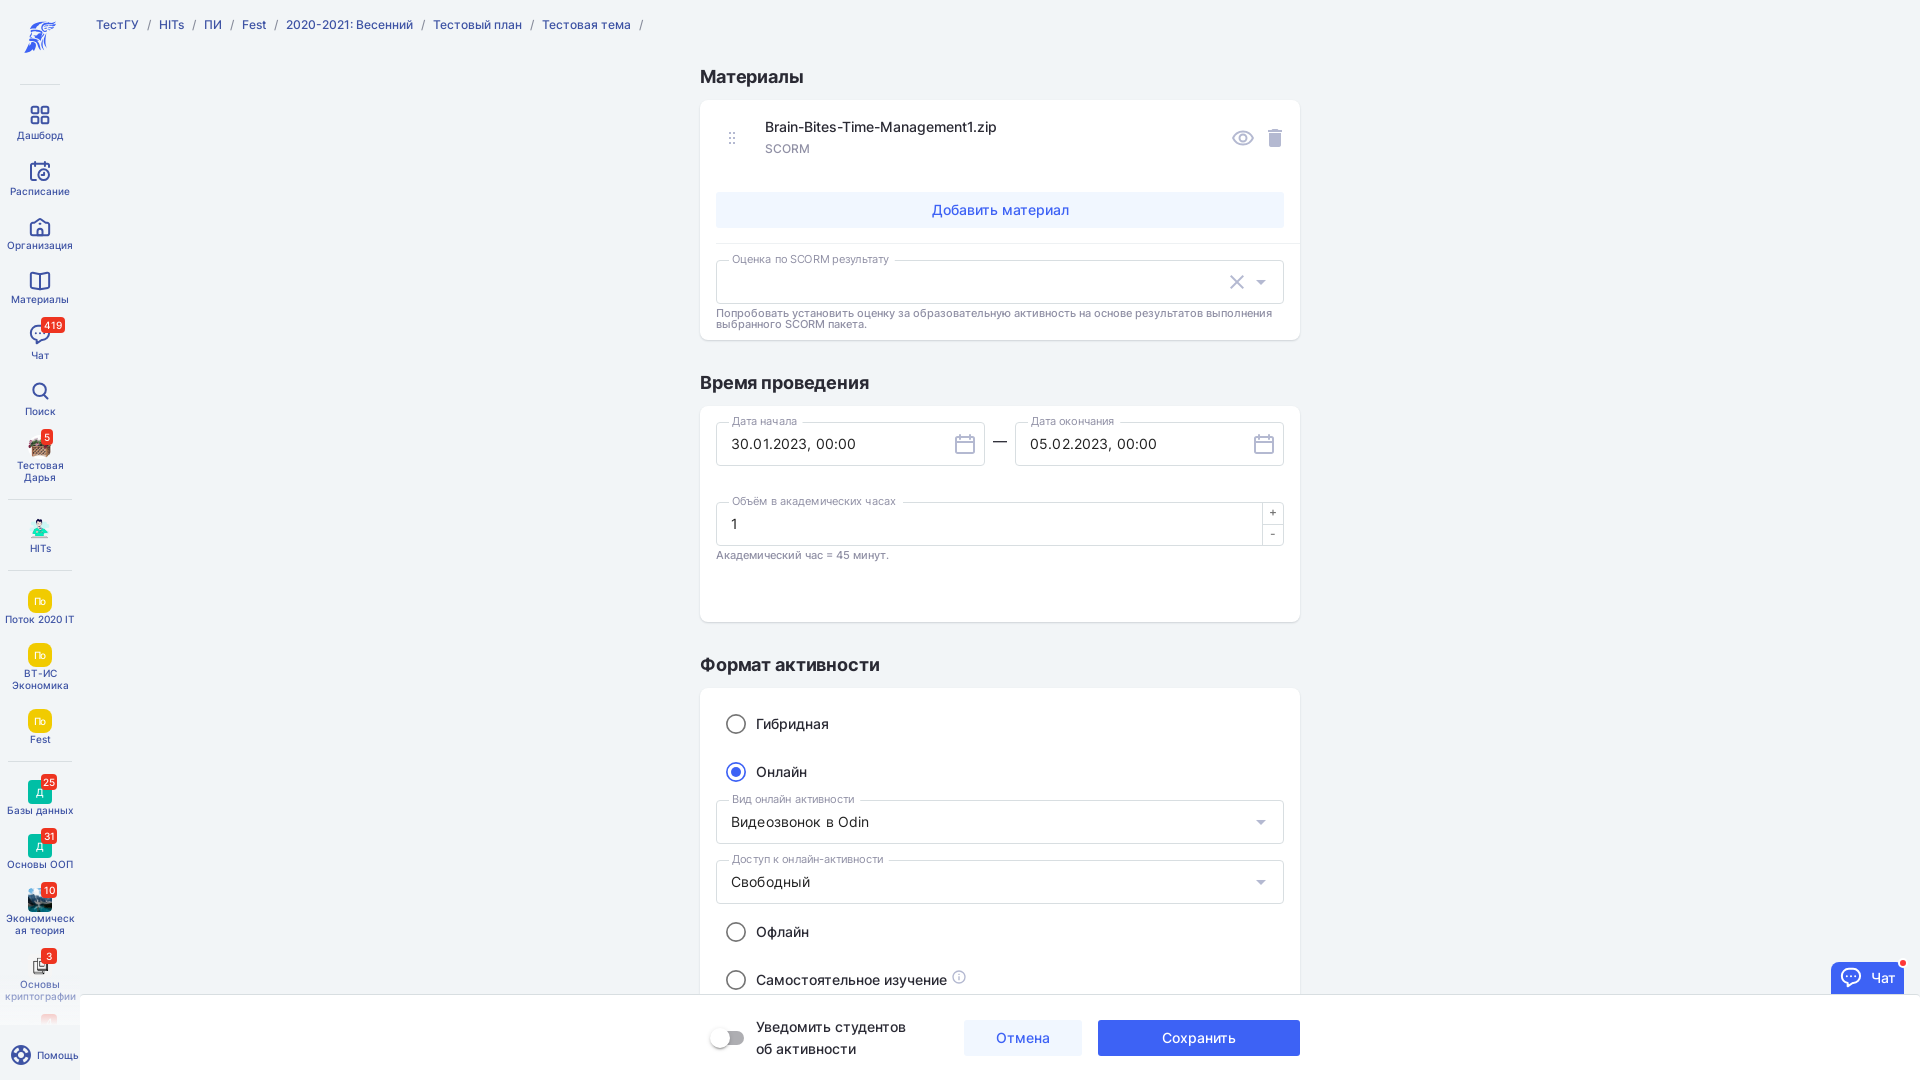 ТестГУ / HITs / ПИ / Fest / 2020-2021: Весенний / Тестовый план / Тестовая тема /
Дашборд
Расписание
Организация
Материалы
419
Чат
Поиск
5
Тестовая
Дарья
HITs
По
Поток 2020 IT
По
ВТ-ИС
Экономика
По
Fest
25
Д
Базы данных
31
Д
Основы ООП
10
Экономическ
ая теория
3
Основы
криптографии
Помощь
Материалы
Brain-Bites-Time-Management1.zip
SCORM
Добавить материал
Оценка по SCORM результату
Попробовать установить оценку за образовательную активность на основе результатов выполнения
выбранного SCORM пакета.
Время проведения
Дата начала
30.01.2023, 00:00
—
Дата окончания
05.02.2023, 00:00
Объём в академических часах
1
+
-
Академический час = 45 минут.
Формат активности
Гибридная
Онлайн
Вид онлайн активности
Видеозвонок в Odin
Доступ к онлайн-активности
Свободный
Офлайн
Самостоятельное изучение
Чат
Уведомить студентов
об активности
Отмена
Сохранить